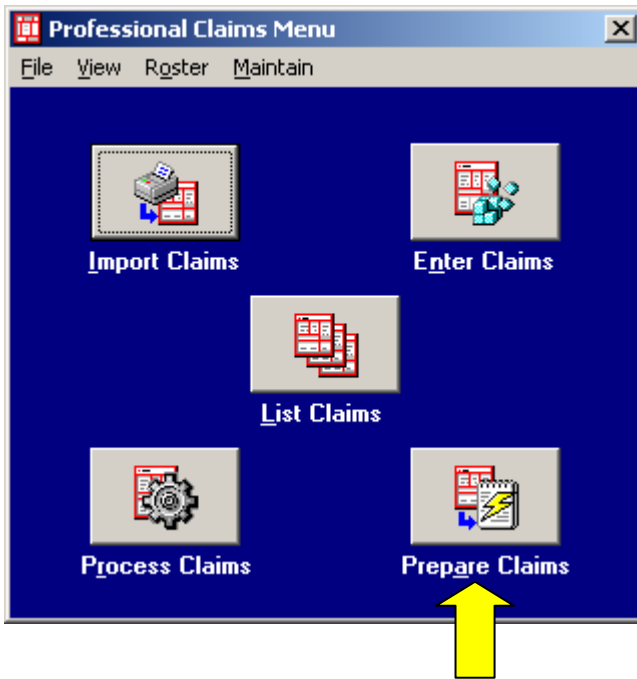 Professional Claims Menu
File View Roster Maintain
Import Claims
Enter Claims
List Claims
Process Claims
Prepare Claims